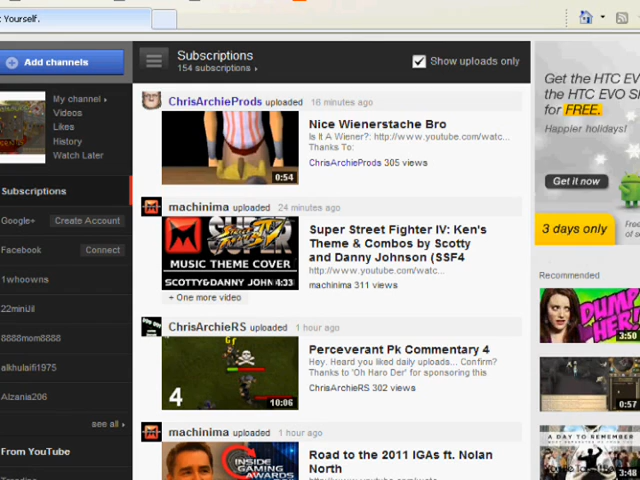 t Yourself.
Add channels
Subscriptions
154 subscriptions ›
Show uploads only
My channel ›
Videos
Likes
History
Watch Later
Subscriptions
Google+ Create Account
Facebook Connect
1whoowns
8888mom8888
alkhulaifi1975
Alzania206
see all ›
From YouTube
ChrisArchieProds uploaded 16 minutes ago
0:54
Nice Wienerstache Bro
Is It A Wiener?: http://www.youtube.com/watc...
Thanks To:
ChrisArchieProds 305 views
machinima uploaded 24 minutes ago
SUPER
STREET FIGHTER IV
MUSIC THEME COVER
SCOTTY&DANNY JOHN 4:33
+ One more video
Super Street Fighter IV: Ken's
Theme & Combos by Scotty
and Danny Johnson (SSF4
http://www.youtube.com/watc...
machinima 311 views
ChrisArchieRS uploaded 1 hour ago
4
10:06
Perceverant Pk Commentary 4
Hey. Heard you liked daily uploads... Confirm?
Thanks to 'Oh Haro Der' for sponsoring this
ChrisArchieRS 302 views
machinima uploaded 1 hour ago
INSIDE
GAMING
AWARDS
Road to the 2011 IGAs ft. Nolan
North
Get the HTC EV
the HTC EVO S
for FREE.
Happier holidays!
Get it now
3 days only
Free
of se
Recommended
DUMP
HER!
3:50
0:57
A DAY TO REMEMBER
3:48